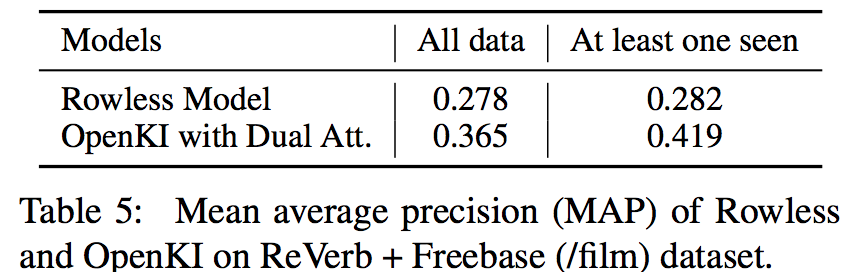 Models All data At least one seen
Rowless Model 0.278 0.282
OpenKI with Dual Att. 0.365 0.419
Table 5: Mean average precision (MAP) of Rowless
and OpenKI on ReVerb + Freebase (/film) dataset.